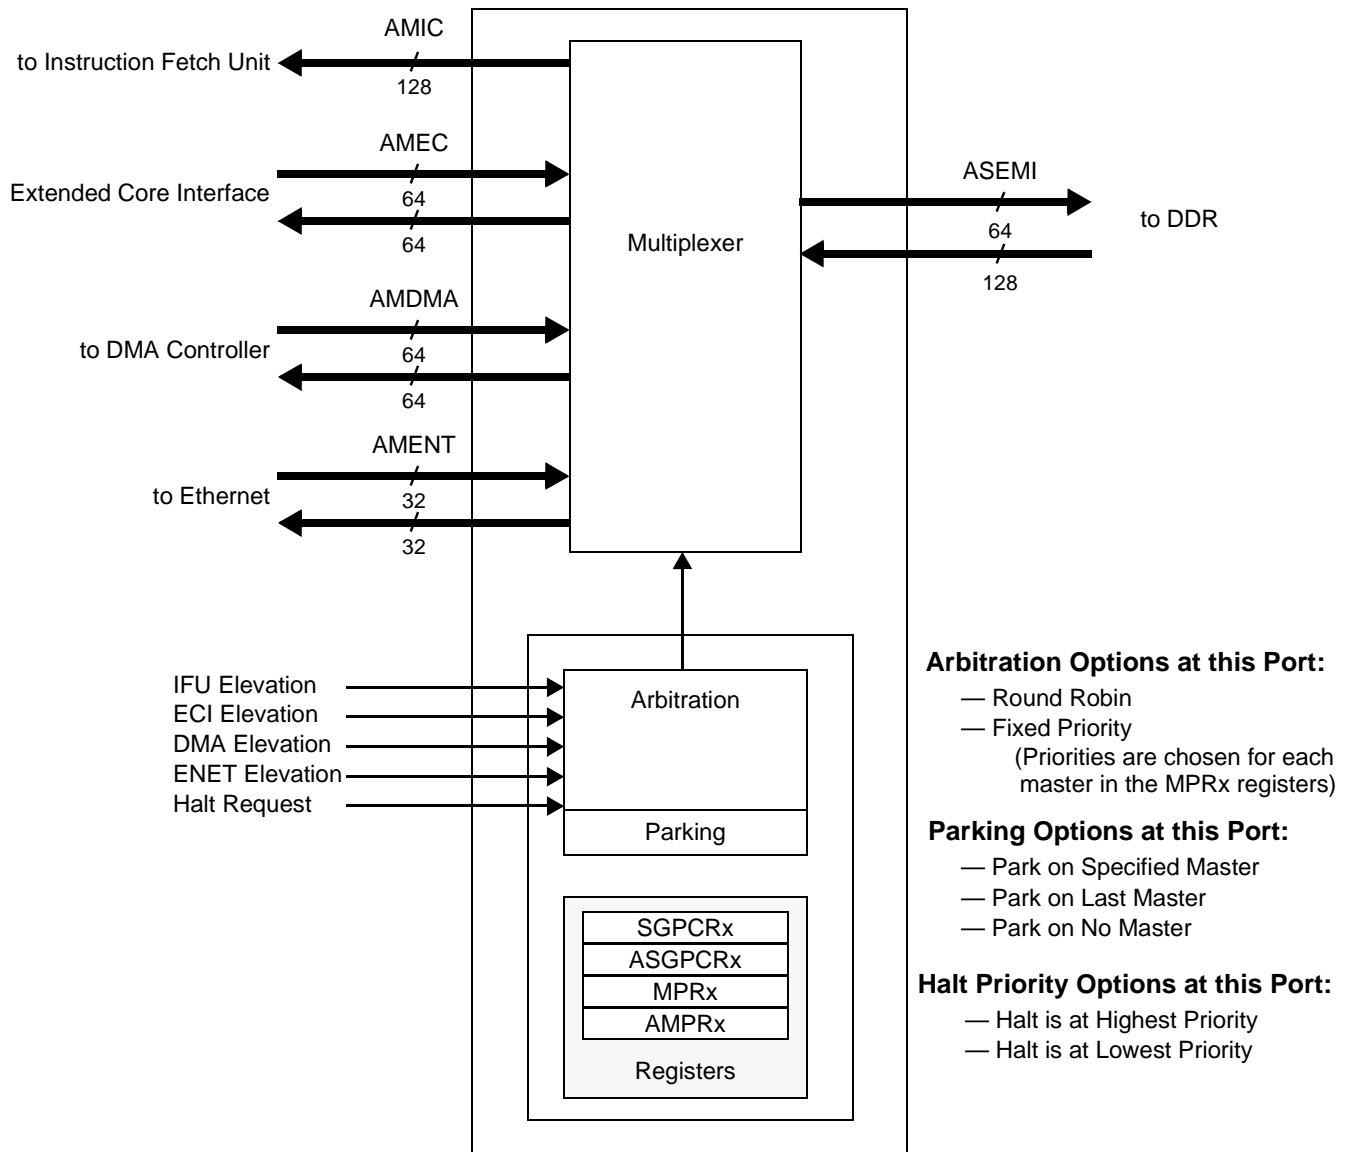 AMIC
to Instruction Fetch Unit
128
AMEC
64
Extended Core Interface
64
AMDMA
64
to DMA Controller
64
AMENT
32
to Ethernet
32
Multiplexer
ASEMI
64
to DDR
128
IFU Elevation
ECI Elevation
DMA Elevation
ENET Elevation
Halt Request
Arbitration
Parking
SGPCRx
ASGPCRx
MPRx
AMPRx
Registers
Arbitration Options at this Port:
— Round Robin
— Fixed Priority
(Priorities are chosen for each
master in the MPRx registers)
Parking Options at this Port:
— Park on Specified Master
— Park on Last Master
— Park on No Master
Halt Priority Options at this Port:
— Halt is at Highest Priority
— Halt is at Lowest Priority